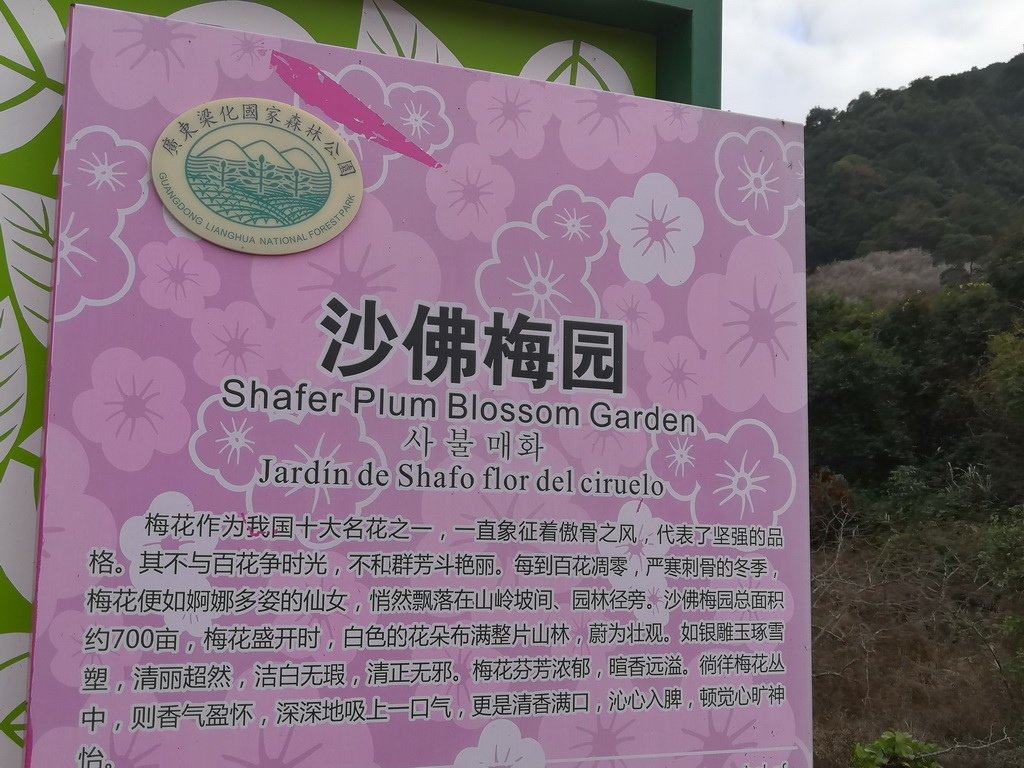 廣東梁化國家森林公園
GUANGDONG LIANGHUA NATIONAL FOREST PARK
沙佛梅园
Shafer Plum Blossom Garden
사불매화
Jardín de Shafo flor del ciruelo
梅花作为我国十大名花之一，一直象征着傲骨之风，代表了坚强的品
格。其不与百花争时光，不和群芳斗艳丽。每到百花凋零，严寒刺骨的冬季，
梅花便如婀娜多姿的仙女，悄然飘落在山岭坡间、园林径旁。沙佛梅园总面积
约700亩，梅花盛开时，白色的花朵布满整片山林，蔚为壮观。如银雕玉琢雪
塑，清丽超然，洁白无瑕，清正无邪。梅花芬芳浓郁，暄香远溢。徜徉梅花丛
中，则香气盈怀，深深地吸上一口气，更是清香满口，沁心入脾，顿觉心旷神
怡。